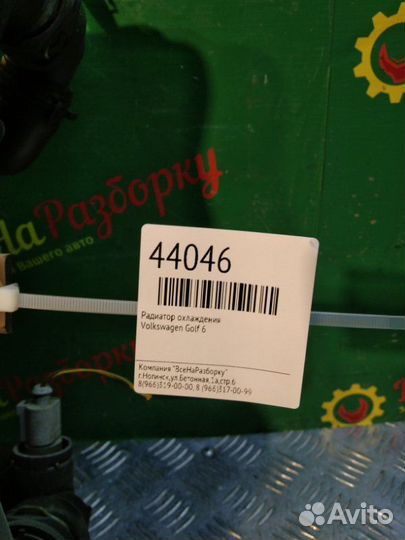 НаРазборку
Вашего авто
44046
Радиатор охлаждения
Volkswagen Golf 6
Компания "ВсеНаРазборку"
г.Ногинск,ул.Бетонная,1а,стр.6
8(966)319-00-00, 8 (966)317-00-99
Avito